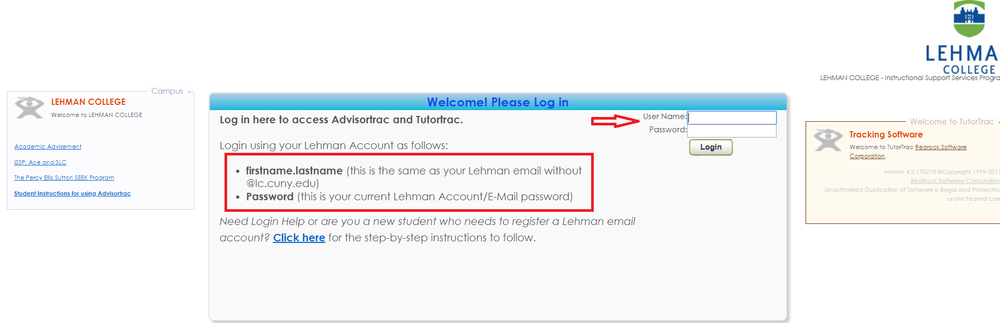 LEHMA
COLLEGE
LEHMAN COLLEGE - Instructional Support Services Progra
Campus
LEHMAN COLLEGE
Welcome to LEHMAN COLLEGE
Academic Advisement
ISSP: Ace and SLC
The Percy Ellis Sutton SEEK Program
Student Instructions for using Advisortrac
Welcome! Please Log in
Log in here to access Advisortrac and Tutortrac.
User Name:
Password:
Login
Login using your Lehman Account as follows:
• firstname.lastname (this is the same as your Lehman email without
@lc.cuny.edu)
• Password (this is your current Lehman Account/E-Mail password)
Need Login Help or are you a new student who needs to register a Lehman email
account? Click here for the step-by-step instructions to follow.
Welcome to TutorTrac
Tracking Software
Welcome to TutorTrac Redrock Software
Corporation.
version 4.2.170210 ©Copyright 1999-2011
RedRock Software Corporation
Unauthorized Duplication of Software is Illegal and Protected
under Federal Law